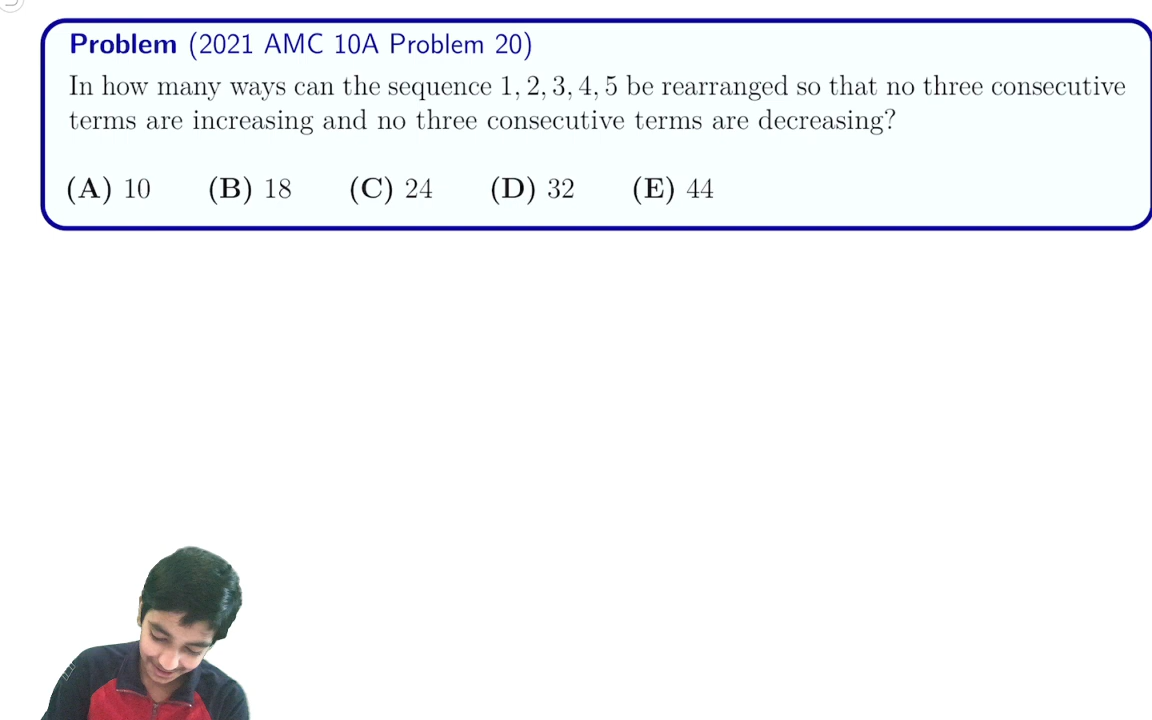 Problem (2021 AMC 10A Problem 20)
In how many ways can the sequence 1, 2, 3, 4, 5 be rearranged so that no three consecutive
terms are increasing and no three consecutive terms are decreasing?
(A) 10 (B) 18 (C) 24 (D) 32 (E) 44